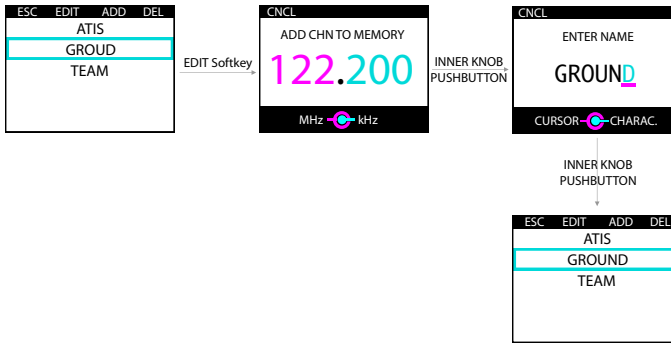 ESC EDIT ADD DEL
ATIS
GROUD
TEAM
EDIT Softkey
CNCL
ADD CHN TO MEMORY
122.200
MHz kHz
INNER KNOB
PUSHBUTTON
CNCL
ENTER NAME
GROUND
CURSOR CHARAC.
INNER KNOB
PUSHBUTTON
ESC EDIT ADD DEL
ATIS
GROUND
TEAM